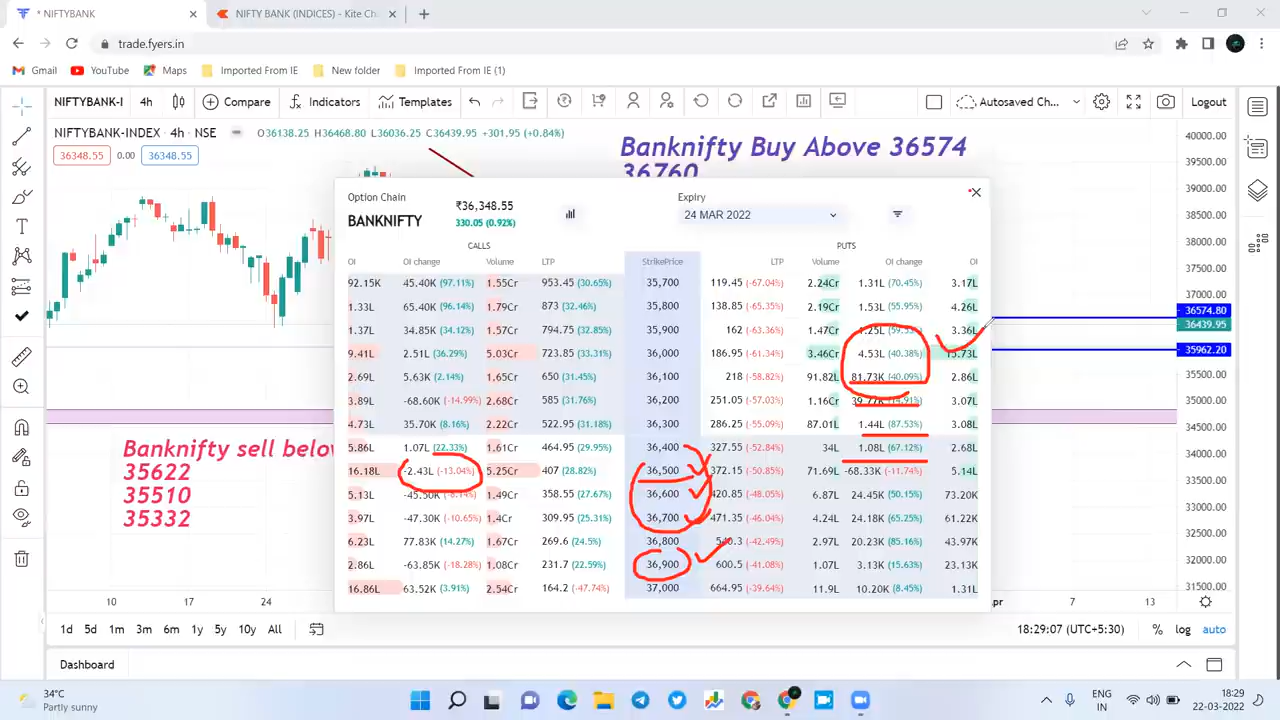 * NIFTYBANK
NIFTY BANK (INDICES) - Kite Ch
trade.fyers.in
Gmail YouTube Maps Imported From IE New folder Imported From IE (1)
NIFTYBANK-I 4h Compare Indicators Templates Autosaved Ch... Logout
NIFTYBANK-INDEX • 4h • NSE O36138.25 H36468.80 L36036.25 C36439.95 +301.95 (+0.84%)
36348.55 0.00 36348.55
Banknifty Buy Above 36574
36760
Option Chain ₹36,348.55 Expiry
BANKNIFTY 330.05 (0.92%) 24 MAR 2022
CALLS PUTS
OI OI change Volume LTP StrikePrice LTP Volume OI change OI
92.15K 45.40K (97.11%) 1.55Cr 953.45 (30.65%) 35,700 119.45 (-67.04%) 2.24Cr 1.31L (70.45%) 3.17L
1.33L 65.40K (96.14%) 1.79Cr 873 (32.46%) 35,800 138.85 (-65.35%) 2.19Cr 1.53L (55.95%) 4.26L
1.37L 34.85K (34.12%) 1.57Cr 794.75 (32.85%) 35,900 162 (-63.36%) 1.47Cr 1.25L 3.36L
9.41L 2.51L (36.29%) 5.03Cr 723.85 (33.31%) 36,000 186.95 (-61.34%) 3.46Cr 4.53L (40.38%) 15.73L
2.69L 5.63K (2.14%) 1.65Cr 650 (31.45%) 36,100 218 (-58.82%) 91.82L 81.73K (40.09%) 2.86L
3.89L -68.60K (-14.99%) 2.68Cr 585 (31.76%) 36,200 251.05 (-57.03%) 1.16Cr 39.77K (14.91%) 3.07L
4.73L 35.70K (8.16%) 2.22Cr 522.95 (31.18%) 36,300 286.25 (-55.09%) 87.01L 1.44L (87.53%) 3.08L
5.86L 1.07L (22.33%) 1.61Cr 464.95 (29.95%) 36,400 327.55 (-52.84%) 34L 1.08L (67.12%) 2.68L
16.18L -2.43L (-13.04%) 5.25Cr 407 (28.82%) 36,500 372.15 (-50.85%) 71.69L -68.33K (-11.74%) 5.14L
5.13L -45.50K (-8.14%) 1.49Cr 358.55 (27.67%) 36,600 420.85 (-48.05%) 6.87L 24.45K (50.15%) 73.20K
3.97L -47.30K (-10.65%) 1.4Cr 309.95 (25.31%) 36,700 471.35 (-46.04%) 4.24L 24.18K (65.25%) 61.22K
6.23L 77.83K (14.27%) 1.67Cr 269.6 (24.5%) 36,800 540.3 (-42.49%) 2.97L 20.23K (85.16%) 43.97K
2.86L -63.85K (-18.28%) 1.08Cr 231.7 (22.59%) 36,900 600.5 (-41.08%) 1.07L 3.13K (15.63%) 23.13K
16.86L 63.52K (3.91%) 2.54Cr 164.2 (-47.74%) 37,000 664.95 (-39.64%) 11.9L 10.20K (8.45%) 1.31L
Banknifty sell belov
35622
35510
35332
40000.00
39500.00
39000.00
38500.00
38000.00
37500.00
37000.00
36574.80
36439.95
35962.20
35500.00
35000.00
34500.00
34000.00
33500.00
33000.00
32500.00
32000.00
31500.00
10 17 24 pr 7 13
1d 5d 1m 3m 6m 1y 5y 10y All 18:29:07 (UTC+5:30) % log auto
Dashboard
34°C
Partly sunny
ENG
IN
18:29
22-03-2022